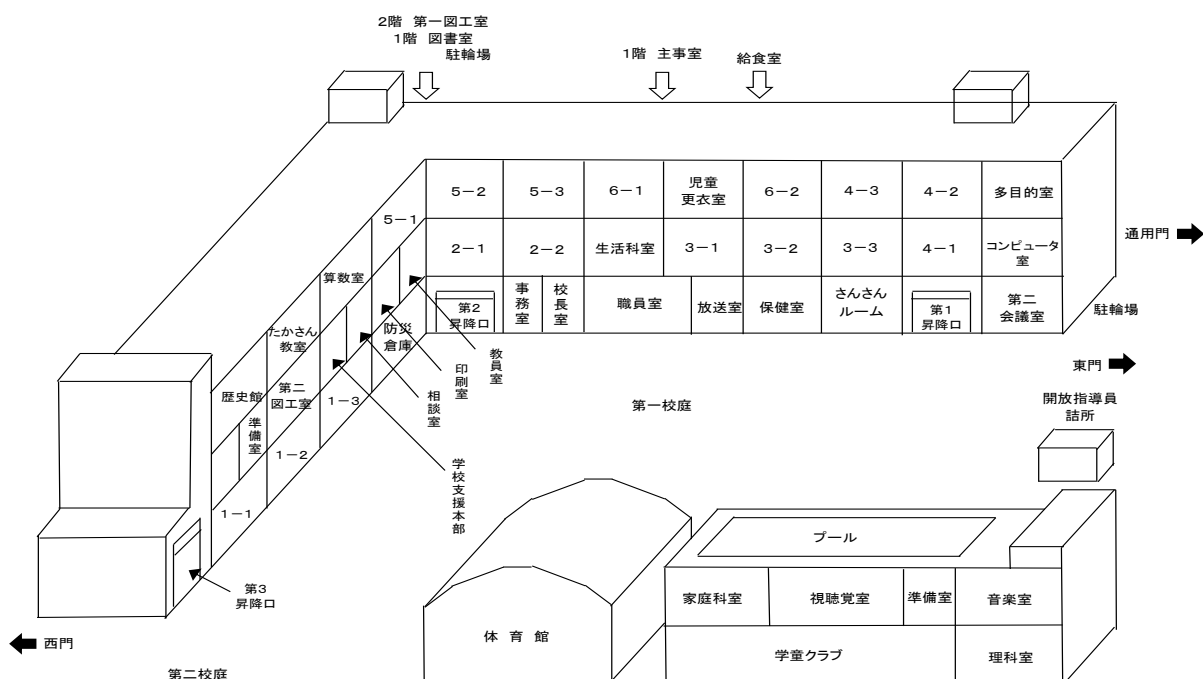 2階 第一図工室
1階 図書室
駐輪場
1階 主事室
給食室
5－2
5－3
6－1
児童
更衣室
6－2
4－3
4－2
多目的室
5－1
2－1
2－2
生活科室
3－1
3－2
3－3
4－1
コンピュータ
室
通用門
算数室
第2
昇降口
事務室
校長室
職員室
放送室
保健室
さんさん
ルーム
第1
昇降口
第二
会議室
駐輪場
たかさん
教室
防災
倉庫
教員室
印刷室
相談室
学校支援本部
東門
歴史館
準備室
第二
図工室
1－3
1－2
1－1
第一校庭
開放指導員
詰所
第3
昇降口
西門
第二校庭
プール
家庭科室
視聴覚室
準備室
音楽室
体育館
学童クラブ
理科室